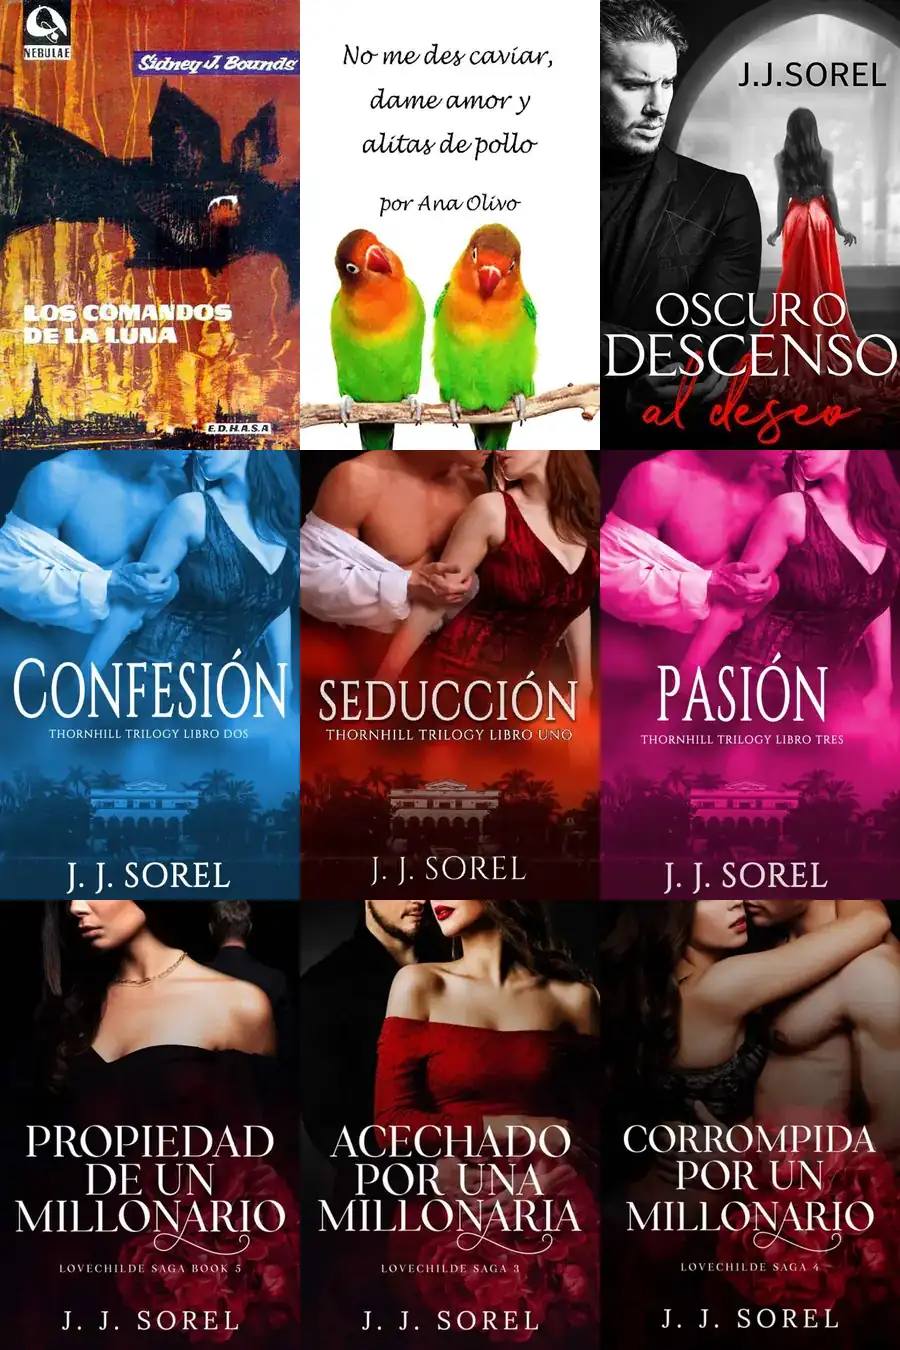 NEBULAE
Sidney J. Bounds
LOS COMANDOS
DE LA LUNA
E.D.H.A.S.A
No me des caviar,
dame amor y
alitas de pollo
por Ana Olivo
J.J.SOREL
OSCURO
DESCENSO
al deseo
CONFESIÓN
THORNHILL TRILOGY LIBRO DOS
J. J. SOREL
SEDUCCIÓN
THORNHILL TRILOGY LIBRO UNO
J. J. SOREL
PASIÓN
THORNHILL TRILOGY LIBRO TRES
J. J. SOREL
PROPIEDAD
DE UN
MILLONARIO
LOVECHILDE SAGA BOOK 5
J. J. SOREL
ACECHADO
POR UNA
MILLONARIA
LOVECHILDE SAGA 3
J. J. SOREL
CORROMPIDA
POR UN
MILLONARIO
LOVECHILDE SAGA 4
J. J. SOREL